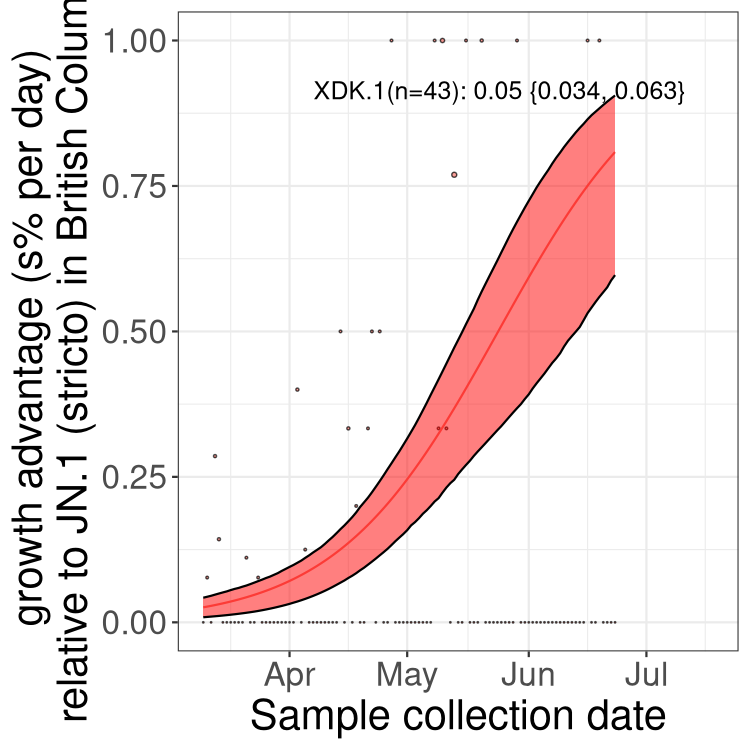 growth advantage (s% per day)
relative to JN.1 (stricto) in British Colum
1.00
0.75
0.50
0.25
0.00
XDK.1(n=43): 0.05 {0.034, 0.063}
Apr May Jun Jul
Sample collection date